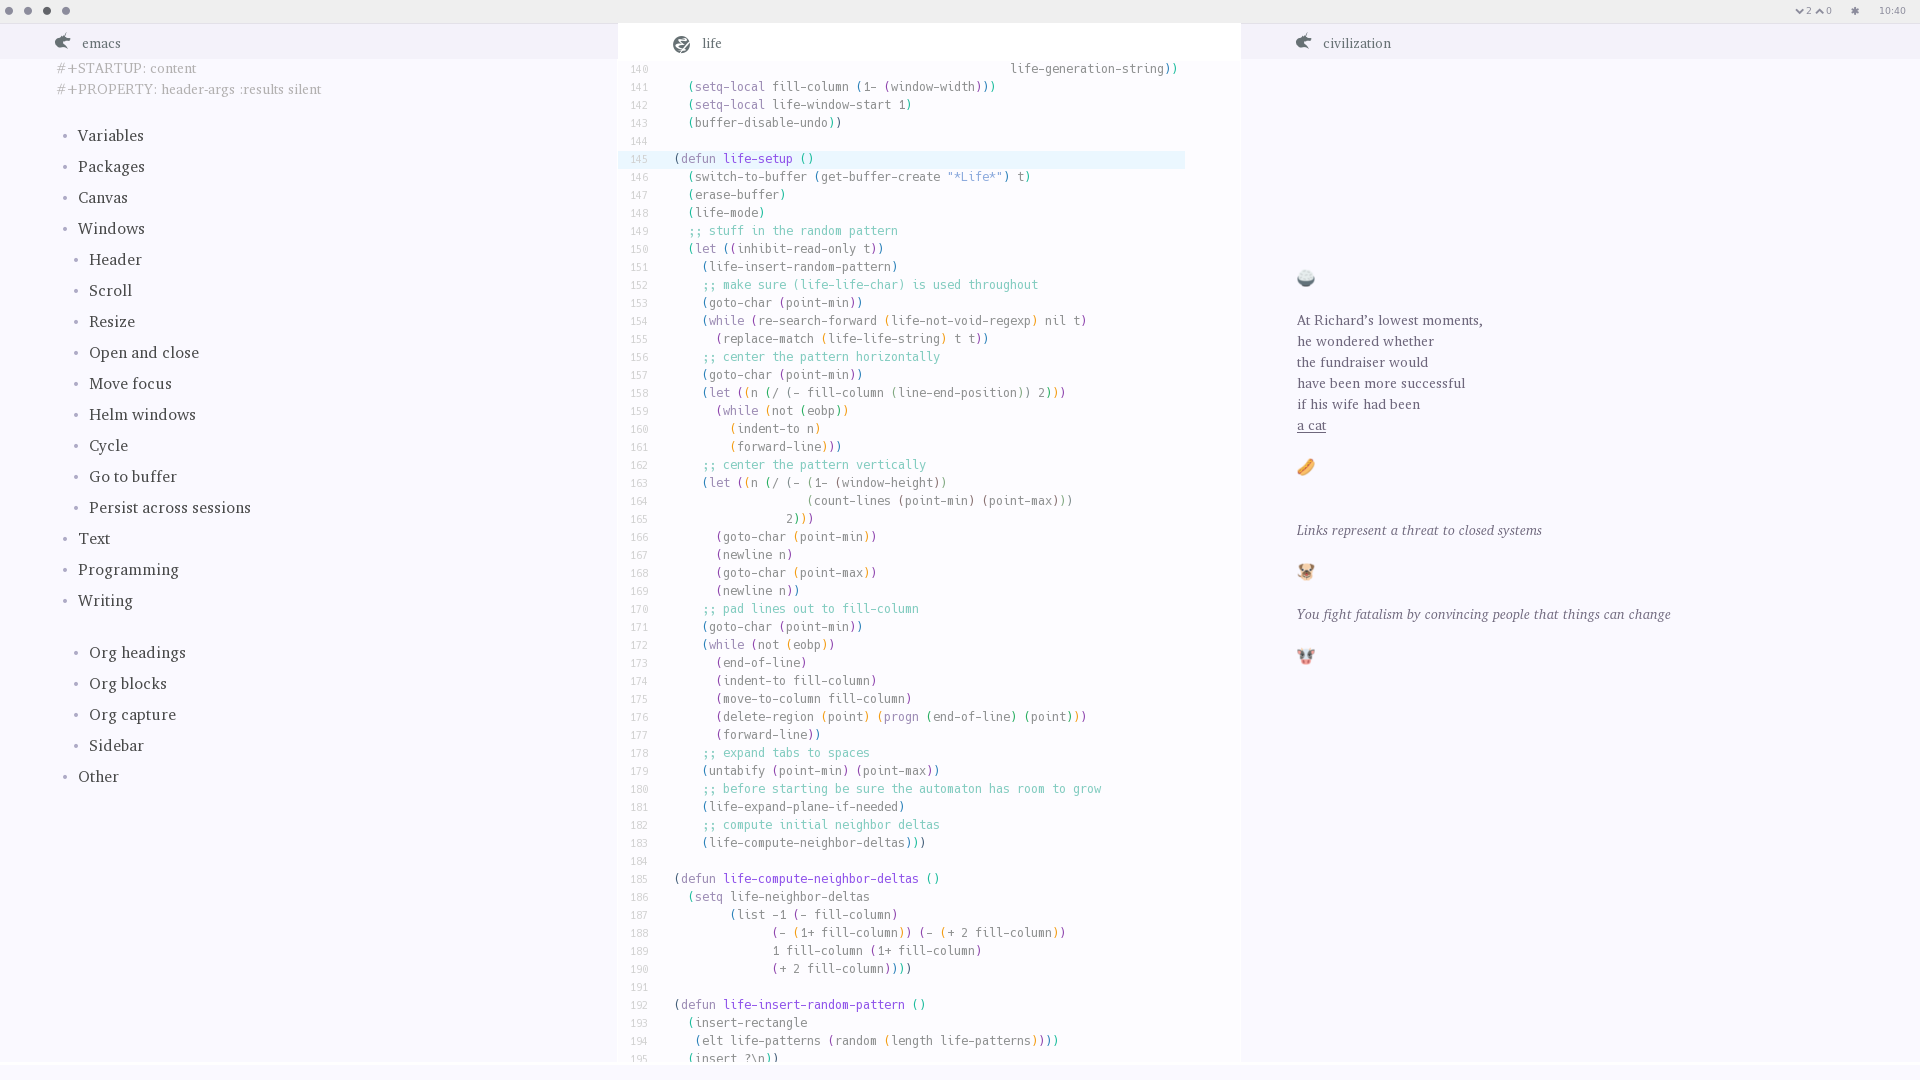 2 0 10:40
emacs
#+STARTUP: content
#+PROPERTY: header-args :results silent
Variables
Packages
Canvas
Windows
Header
Scroll
Resize
Open and close
Move focus
Helm windows
Cycle
Go to buffer
Persist across sessions
Text
Programming
Writing
Org headings
Org blocks
Org capture
Sidebar
Other
life
140 life-generation-string))
141 (setq-local fill-column (1- (window-width)))
142 (setq-local life-window-start 1)
143 (buffer-disable-undo))
144
145 (defun life-setup ()
146 (switch-to-buffer (get-buffer-create "*Life*") t)
147 (erase-buffer)
148 (life-mode)
149 ;; stuff in the random pattern
150 (let ((inhibit-read-only t))
151 (life-insert-random-pattern)
152 ;; make sure (life-life-char) is used throughout
153 (goto-char (point-min))
154 (while (re-search-forward (life-not-void-regexp) nil t)
155 (replace-match (life-life-string) t t))
156 ;; center the pattern horizontally
157 (goto-char (point-min))
158 (let ((n (/ (- fill-column (line-end-position)) 2)))
159 (while (not (eobp))
160 (indent-to n)
161 (forward-line)))
162 ;; center the pattern vertically
163 (let ((n (/ (- (1- (window-height))
164 (count-lines (point-min) (point-max)))
165 2)))
166 (goto-char (point-min))
167 (newline n)
168 (goto-char (point-max))
169 (newline n))
170 ;; pad lines out to fill-column
171 (goto-char (point-min))
172 (while (not (eobp))
173 (end-of-line)
174 (indent-to fill-column)
175 (move-to-column fill-column)
176 (delete-region (point) (progn (end-of-line) (point)))
177 (forward-line))
178 ;; expand tabs to spaces
179 (untabify (point-min) (point-max))
180 ;; before starting be sure the automaton has room to grow
181 (life-expand-plane-if-needed)
182 ;; compute initial neighbor deltas
183 (life-compute-neighbor-deltas)))
184
185 (defun life-compute-neighbor-deltas ()
186 (setq life-neighbor-deltas
187 (list -1 (- fill-column)
188 (- (1+ fill-column)) (- (+ 2 fill-column))
189 1 fill-column (1+ fill-column)
190 (+ 2 fill-column))))
191
192 (defun life-insert-random-pattern ()
193 (insert-rectangle
194 (elt life-patterns (random (length life-patterns))))
195 (insert ?\n))
civilization
At Richard’s lowest moments,
he wondered whether
the fundraiser would
have been more successful
if his wife had been
a cat
Links represent a threat to closed systems
You fight fatalism by convincing people that things can change